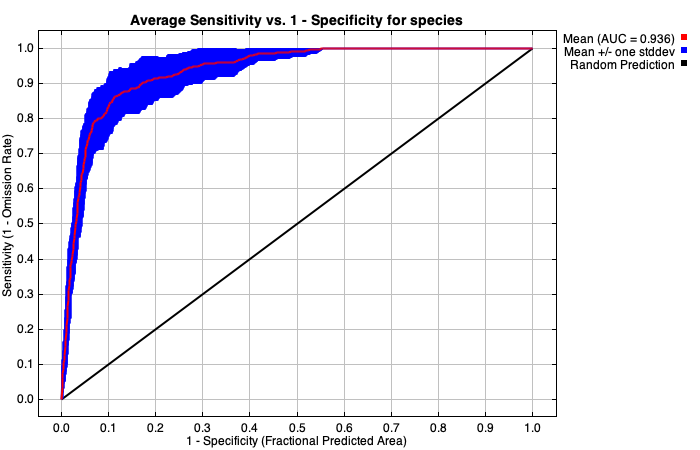 Average Sensitivity vs. 1 - Specificity for species
Mean (AUC = 0.936)
Mean +/- one stddev
Random Prediction
Sensitivity (1 - Omission Rate)
1.0
0.9
0.8
0.7
0.6
0.5
0.4
0.3
0.2
0.1
0.0
0.0 0.1 0.2 0.3 0.4 0.5 0.6 0.7 0.8 0.9 1.0
1 - Specificity (Fractional Predicted Area)